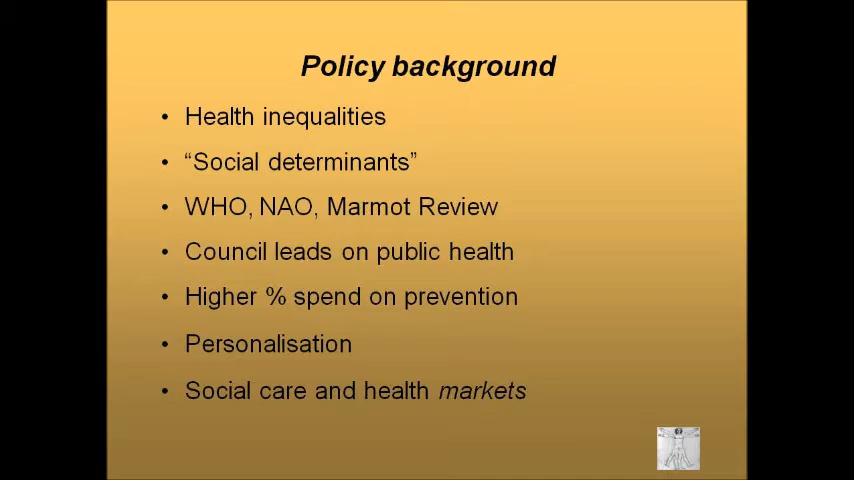 Policy background
• Health inequalities
• “Social determinants”
• WHO, NAO, Marmot Review
• Council leads on public health
• Higher % spend on prevention
• Personalisation
• Social care and health markets